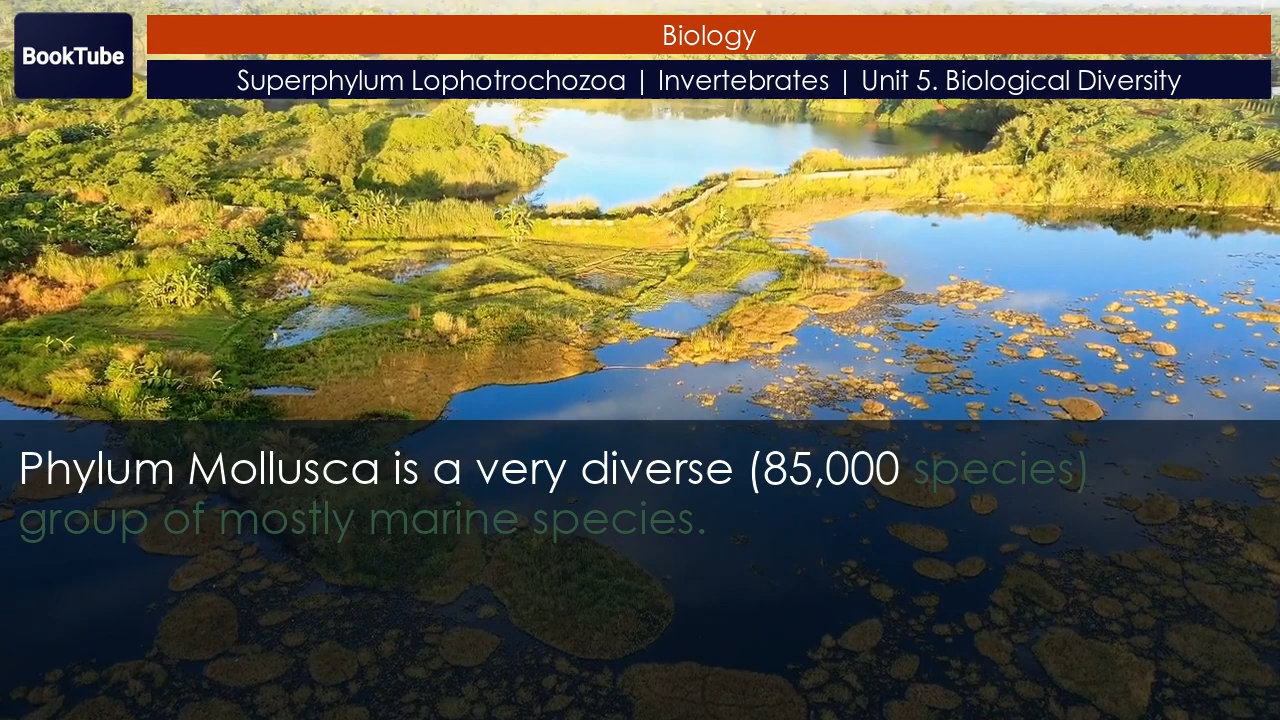 BookTube
Biology
Superphylum Lophotrochozoa | Invertebrates | Unit 5. Biological Diversity
Phylum Mollusca is a very diverse (85,000 species)
group of mostly marine species.